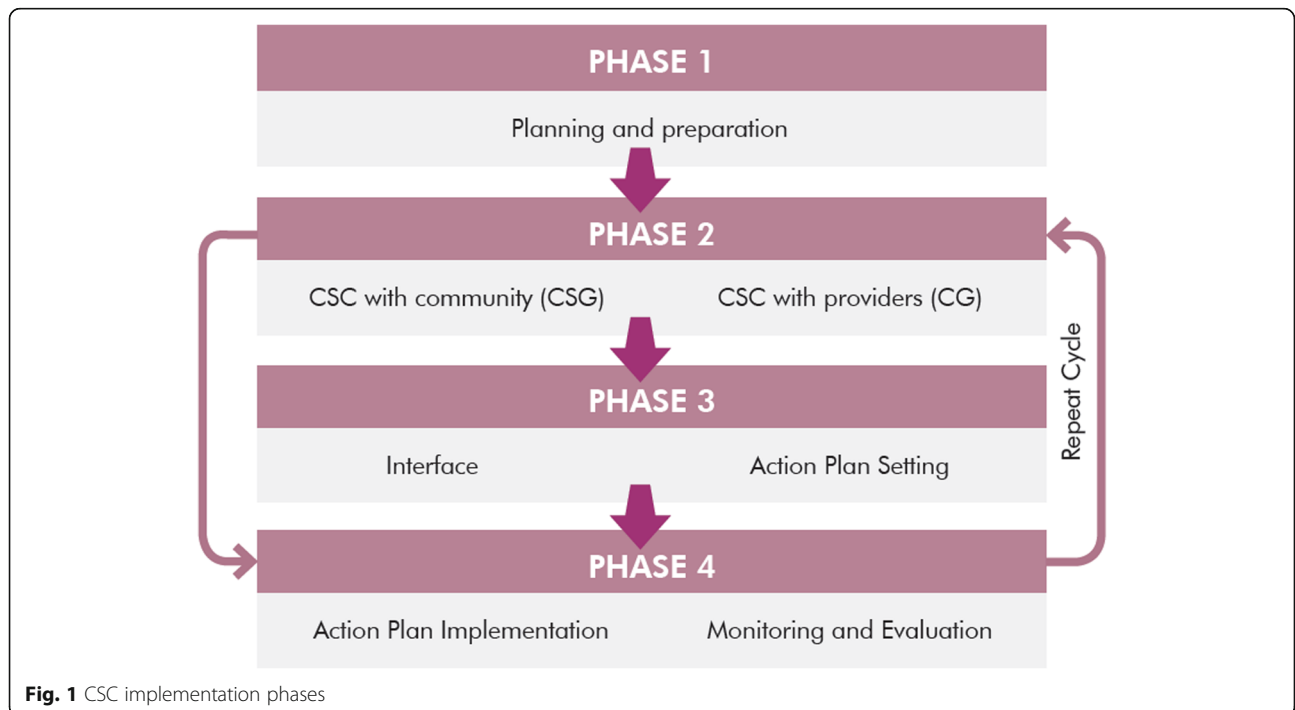 PHASE 1
Planning and preparation
PHASE 2
CSC with community (CSG)
CSC with providers (CG)
PHASE 3
Interface
Action Plan Setting
PHASE 4
Action Plan Implementation
Monitoring and Evaluation
Repeat Cycle
Fig. 1 CSC implementation phases